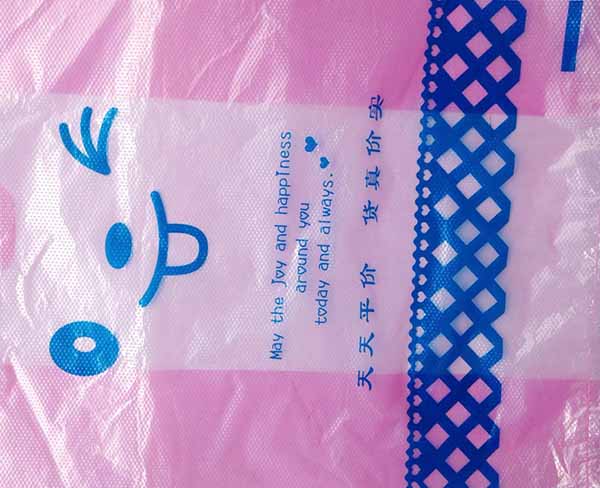 May the Joy and happIness
around you
today and always.
天天平价 货真价实